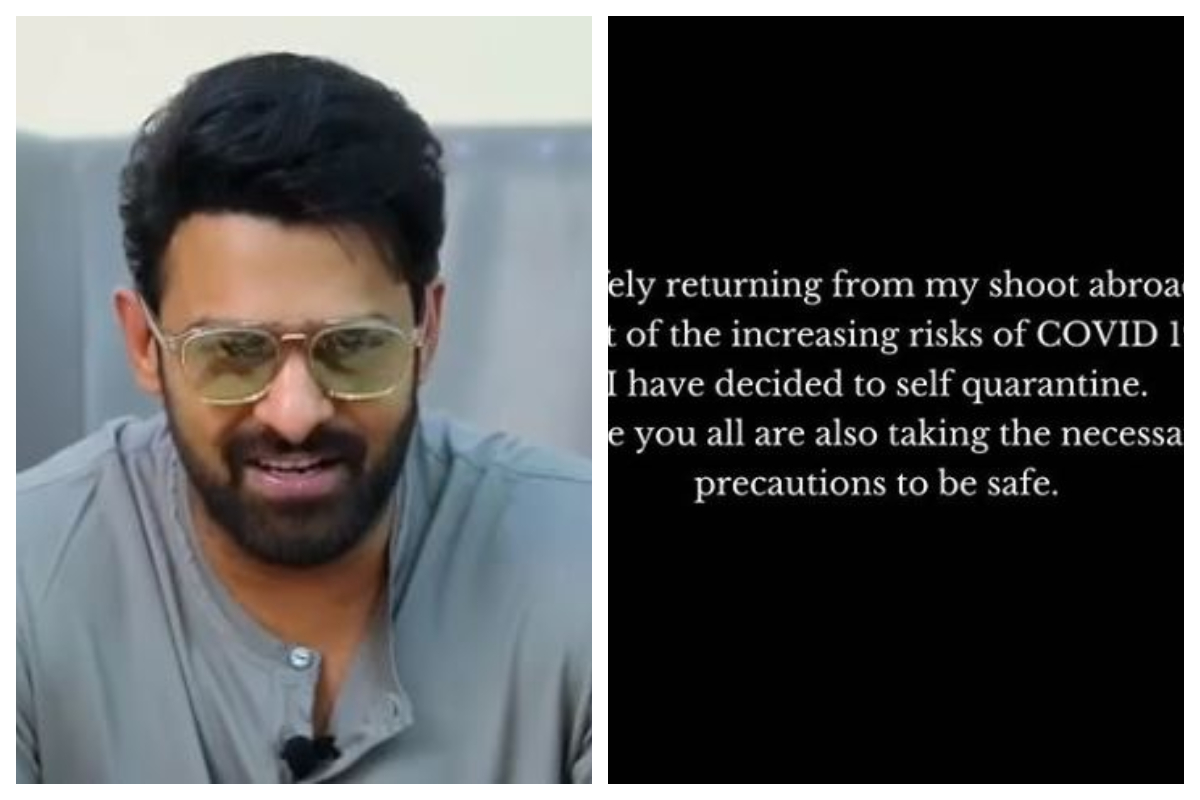 ely returning from my shoot abroa
of the increasing risks of COVID 1
I have decided to self quarantine.
e you all are also taking the necessa
precautions to be safe.